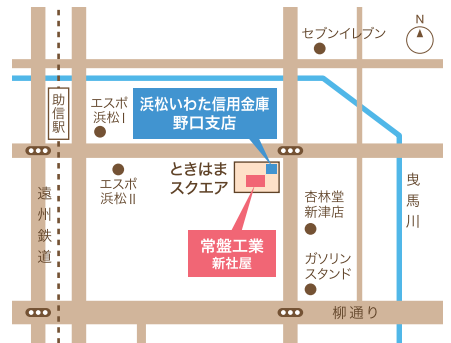 セブンイレブン
N
助信駅
エスポ
浜松Ⅰ
浜松いわた信用金庫
野口支店
エスポ
浜松Ⅱ
ときはま
スクエア
遠州鉄道
曳馬川
杏林堂
新津店
常盤工業
新社屋
ガソリン
スタンド
柳通り